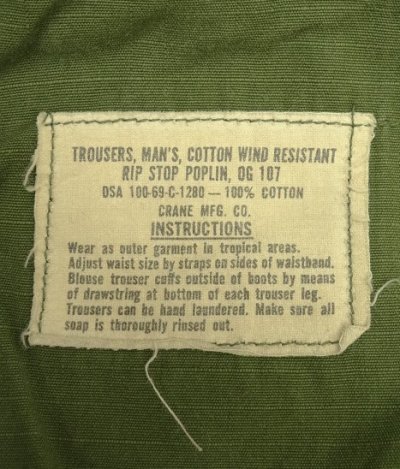 TROUSERS, MAN'S, COTTON WIND RESISTANT
RIP STOP POPLIN, OG 107
DSA 100-69-C-1280 — 100% COTTON
CRANE MFG. CO.
INSTRUCTIONS
Wear as outer garment in tropical areas.
Adjust waist size by straps on sides of waistband.
Blouse trouser cuffs outside of boots by means
of drawstring at bottom of each trouser leg.
Trousers can be hand laundered. Make sure all
soap is thoroughly rinsed out.